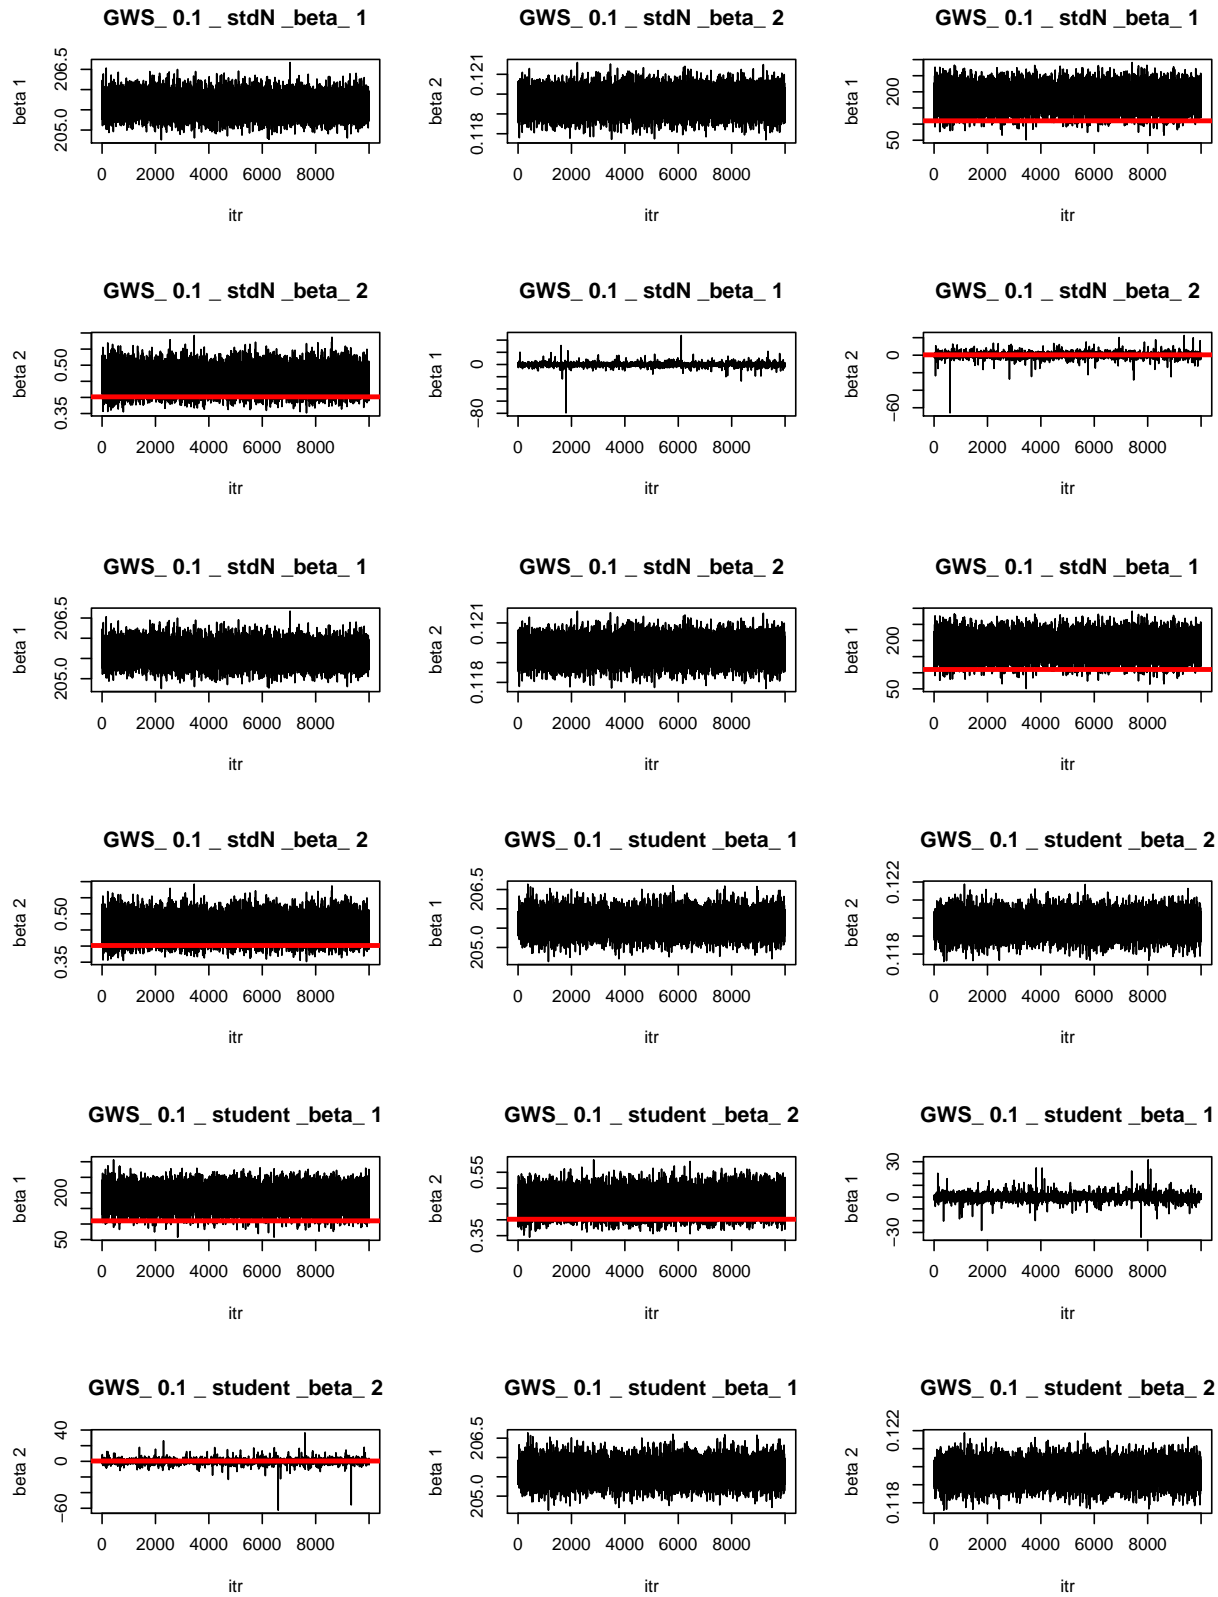 GWS_ 0.1 _ stdN _beta_ 1
beta 1
205.0 206.5
0 2000 4000 6000 8000
itr
GWS_ 0.1 _ stdN _beta_ 2
beta 2
0.118 0.121
0 2000 4000 6000 8000
itr
GWS_ 0.1 _ stdN _beta_ 1
beta 1
50 200
0 2000 4000 6000 8000
itr
GWS_ 0.1 _ stdN _beta_ 2
beta 2
0.35 0.50
0 2000 4000 6000 8000
itr
GWS_ 0.1 _ stdN _beta_ 1
beta 1
-80 0
0 2000 4000 6000 8000
itr
GWS_ 0.1 _ stdN _beta_ 2
beta 2
-60 0
0 2000 4000 6000 8000
itr
GWS_ 0.1 _ stdN _beta_ 1
beta 1
205.0 206.5
0 2000 4000 6000 8000
itr
GWS_ 0.1 _ stdN _beta_ 2
beta 2
0.118 0.121
0 2000 4000 6000 8000
itr
GWS_ 0.1 _ stdN _beta_ 1
beta 1
50 200
0 2000 4000 6000 8000
itr
GWS_ 0.1 _ stdN _beta_ 2
beta 2
0.35 0.50
0 2000 4000 6000 8000
itr
GWS_ 0.1 _ student _beta_ 1
beta 1
205.0 206.5
0 2000 4000 6000 8000
itr
GWS_ 0.1 _ student _beta_ 2
beta 2
0.118 0.122
0 2000 4000 6000 8000
itr
GWS_ 0.1 _ student _beta_ 1
beta 1
50 200
0 2000 4000 6000 8000
itr
GWS_ 0.1 _ student _beta_ 2
beta 2
0.35 0.55
0 2000 4000 6000 8000
itr
GWS_ 0.1 _ student _beta_ 1
beta 1
-30 0 30
0 2000 4000 6000 8000
itr
GWS_ 0.1 _ student _beta_ 2
beta 2
-60 0 40
0 2000 4000 6000 8000
itr
GWS_ 0.1 _ student _beta_ 1
beta 1
205.0 206.5
0 2000 4000 6000 8000
itr
GWS_ 0.1 _ student _beta_ 2
beta 2
0.118 0.122
0 2000 4000 6000 8000
itr